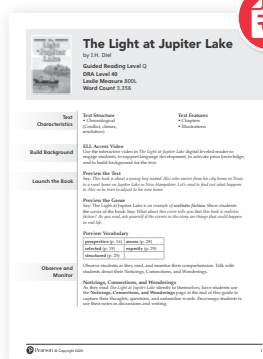 The Light at Jupiter Lake
by J.H. Diel
Guided Reading Level Q
DRA Level 40
Lexile Measure 800L
Word Count 3,356
Text Characteristics
Text Structure
• Chronological
(Conflict, climax,
resolution)
Text Features
• Chapters
• Illustrations
Build Background
ELL Access Video
Use the interactive video in The Light at Jupiter Lake digital leveled reader to
engage students, to support language development, to activate prior knowledge,
and to build background for the text.
Launch the Book
Preview the Text
Say: This book is about a young boy named Alex who moves from his city home in Texas
to a rural home on Jupiter Lake in New Hampshire. Let's read to find out what happens
to Alex as he tries to adjust to his new home.
Preview the Genre
Say: The Light at Jupiter Lake is an example of realistic fiction. Show students
the cover of the book. Say: What about this cover tells you that this book is realistic
fiction? As you read, ask yourself if the events in the story are things that could happen
in real life.
Preview Vocabulary
perspective (p. 16) access (p. 28)
selected (p. 19) expertly (p. 29)
structured (p. 25)
Observe and Monitor
Observe students as they read, and monitor their comprehension. Talk with
students about their Noticings, Connections, and Wonderings.
Noticings, Connections, and Wonderings
As they read The Light at Jupiter Lake silently to themselves, have students use
the Noticings, Connections, and Wonderings page at the end of this guide to
capture their thoughts, questions, and unfamiliar words. Encourage students to
use their notes in discussions and writing.
Pearson © Copyright 2020
1